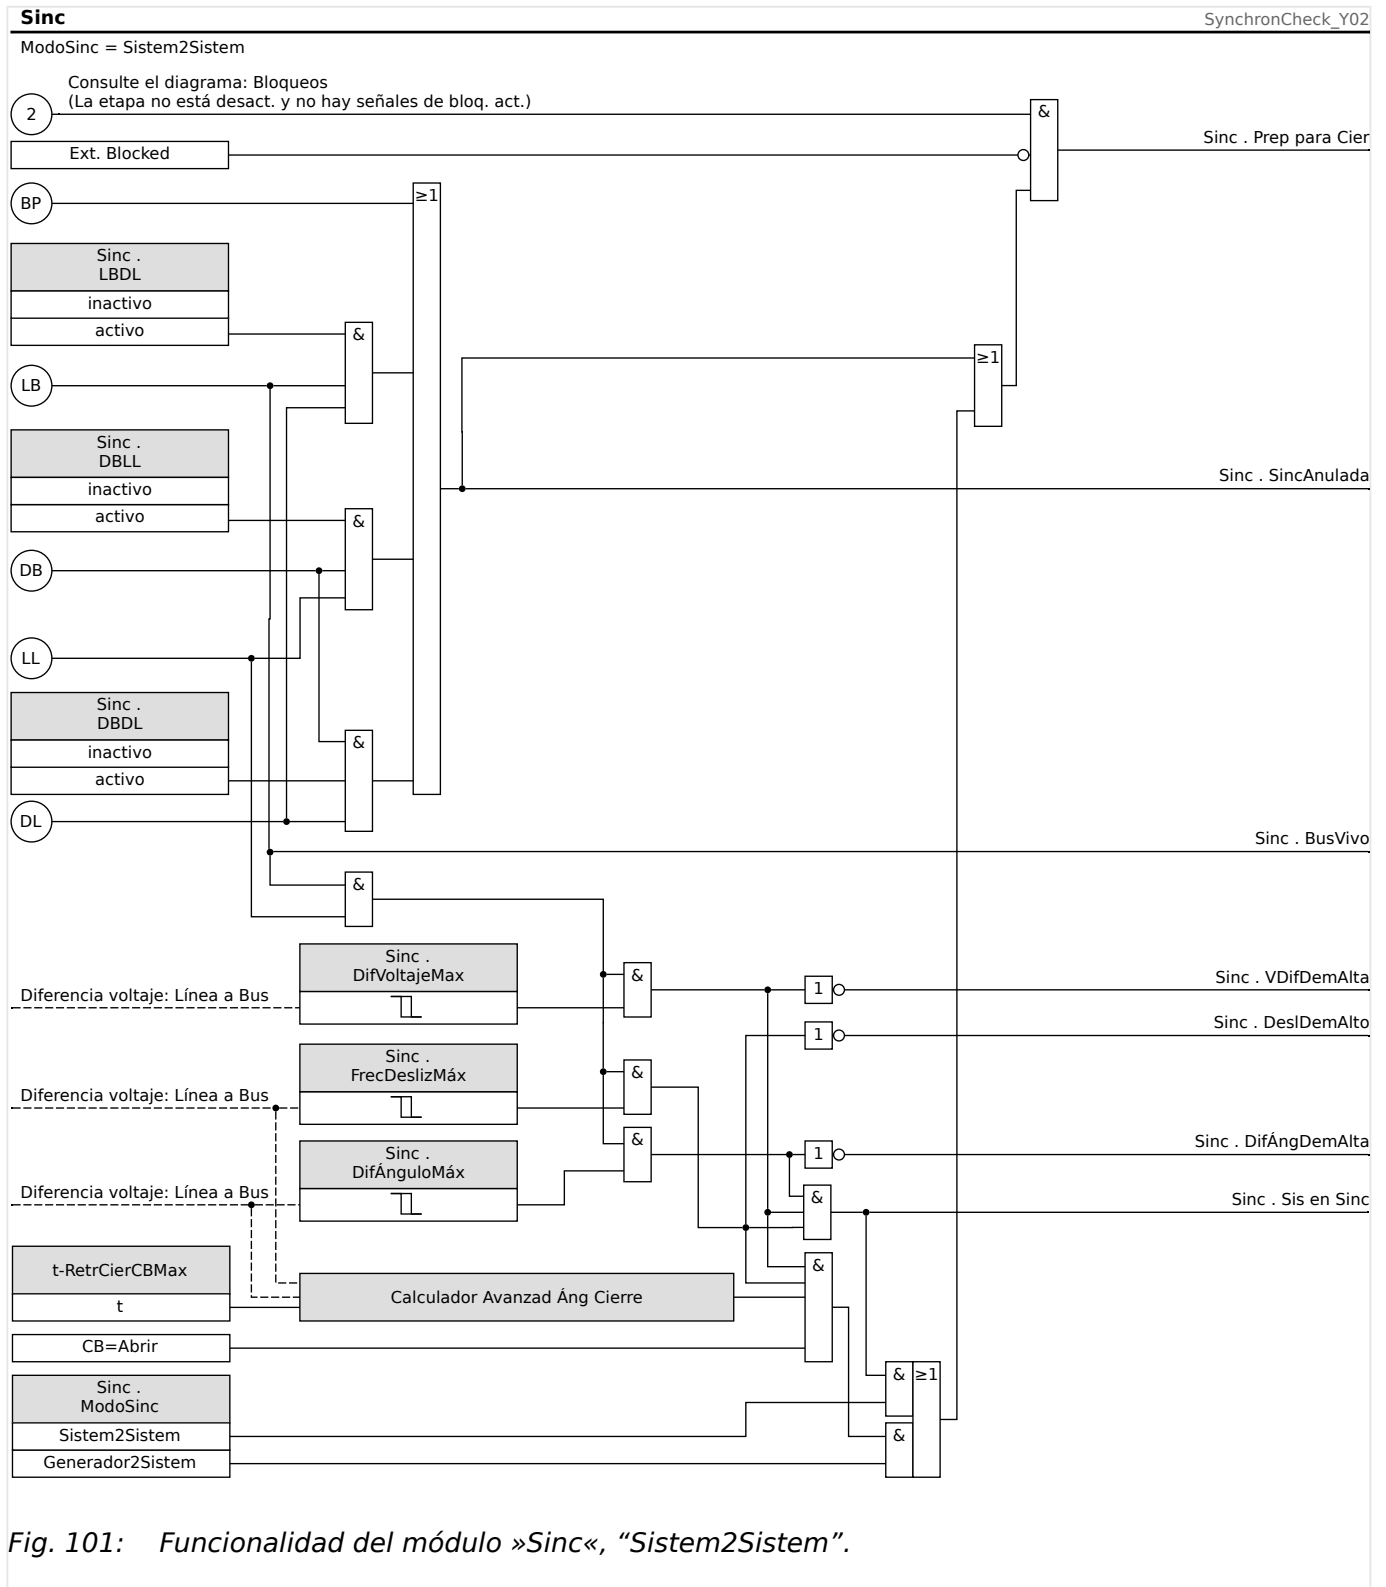 Sinc
SynchronCheck_Y02
ModoSinc = Sistem2Sistem
Consulte el diagrama: Bloqueos
(La etapa no está desact. y no hay señales de bloq. act.)
2
&
Sinc . Prep para Cier
Ext. Blocked
BP
≥1
Sinc .
LBDL
inactivo
activo
&
≥1
LB
Sinc .
DBLL
inactivo
activo
&
Sinc . SincAnulada
DB
LL
Sinc .
DBDL
inactivo
activo
&
DL
Sinc . BusVivo
&
Sinc .
DifVoltajeMax
Diferencia voltaje: Línea a Bus
&
1
Sinc . VDifDemAlta
1
Sinc . DeslDemAlto
Sinc .
FrecDeslizMáx
Diferencia voltaje: Línea a Bus
&
Sinc .
DifÁnguloMáx
Diferencia voltaje: Línea a Bus
&
1
Sinc . DifÁngDemAlta
&
Sinc . Sis en Sinc
t-RetrCierCBMax
t
Calculador Avanzad Áng Cierre
&
CB=Abrir
Sinc .
ModoSinc
Sistem2Sistem
Generador2Sistem
&
≥1
&
Fig. 101: Funcionalidad del módulo »Sinc«, “Sistem2Sistem”.